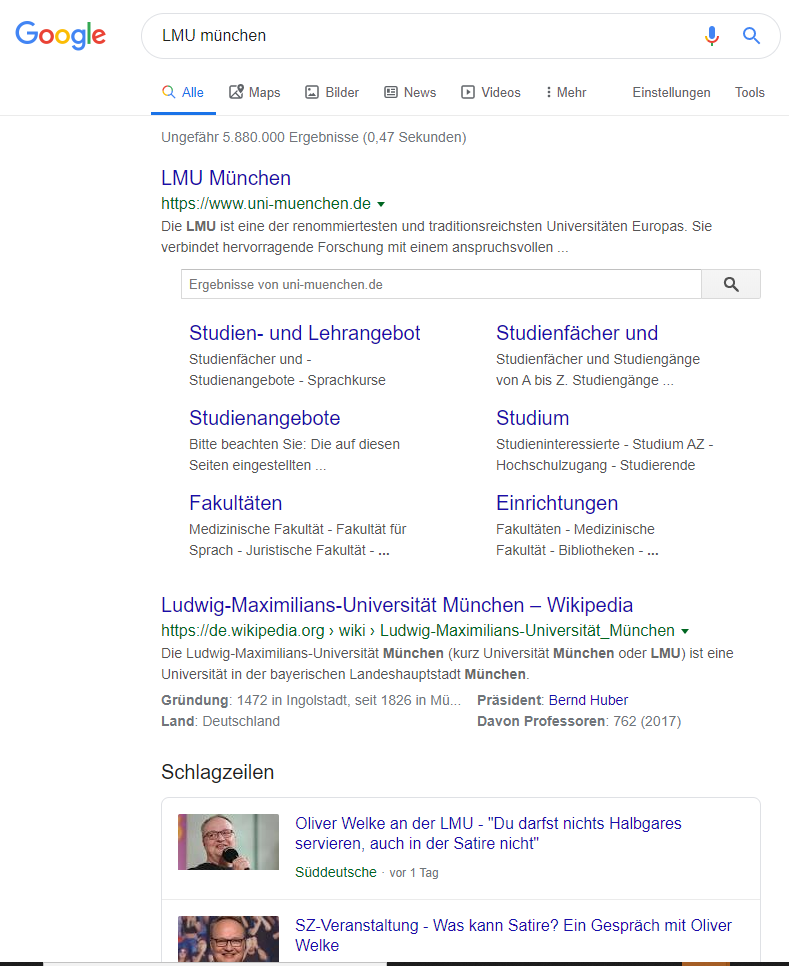 Google
LMU münchen
Alle Maps Bilder News Videos Mehr Einstellungen Tools
Ungefähr 5.880.000 Ergebnisse (0,47 Sekunden)
LMU München
https://www.uni-muenchen.de
Die LMU ist eine der renommiertesten und traditionsreichsten Universitäten Europas. Sie
verbindet hervorragende Forschung mit einem anspruchsvollen ...
Ergebnisse von uni-muenchen.de
Studien- und Lehrangebot
Studienfächer und -
Studienangebote - Sprachkurse
Studienfächer und
Studienfächer und Studiengänge
von A bis Z. Studiengänge ...
Studienangebote
Bitte beachten Sie: Die auf diesen
Seiten eingestellten ...
Studium
Studieninteressierte - Studium AZ -
Hochschulzugang - Studierende
Fakultäten
Medizinische Fakultät - Fakultät für
Sprach - Juristische Fakultät - ...
Einrichtungen
Fakultäten - Medizinische
Fakultät - Bibliotheken - ...
Ludwig-Maximilians-Universität München – Wikipedia
https://de.wikipedia.org › wiki › Ludwig-Maximilians-Universität_München
Die Ludwig-Maximilians-Universität München (kurz Universität München oder LMU) ist eine
Universität in der bayerischen Landeshauptstadt München.
Gründung: 1472 in Ingolstadt, seit 1826 in Mü... Präsident: Bernd Huber
Land: Deutschland Davon Professoren: 762 (2017)
Schlagzeilen
Oliver Welke an der LMU - "Du darfst nichts Halbgares
servieren, auch in der Satire nicht"
Süddeutsche · vor 1 Tag
SZ-Veranstaltung - Was kann Satire? Ein Gespräch mit Oliver
Welke